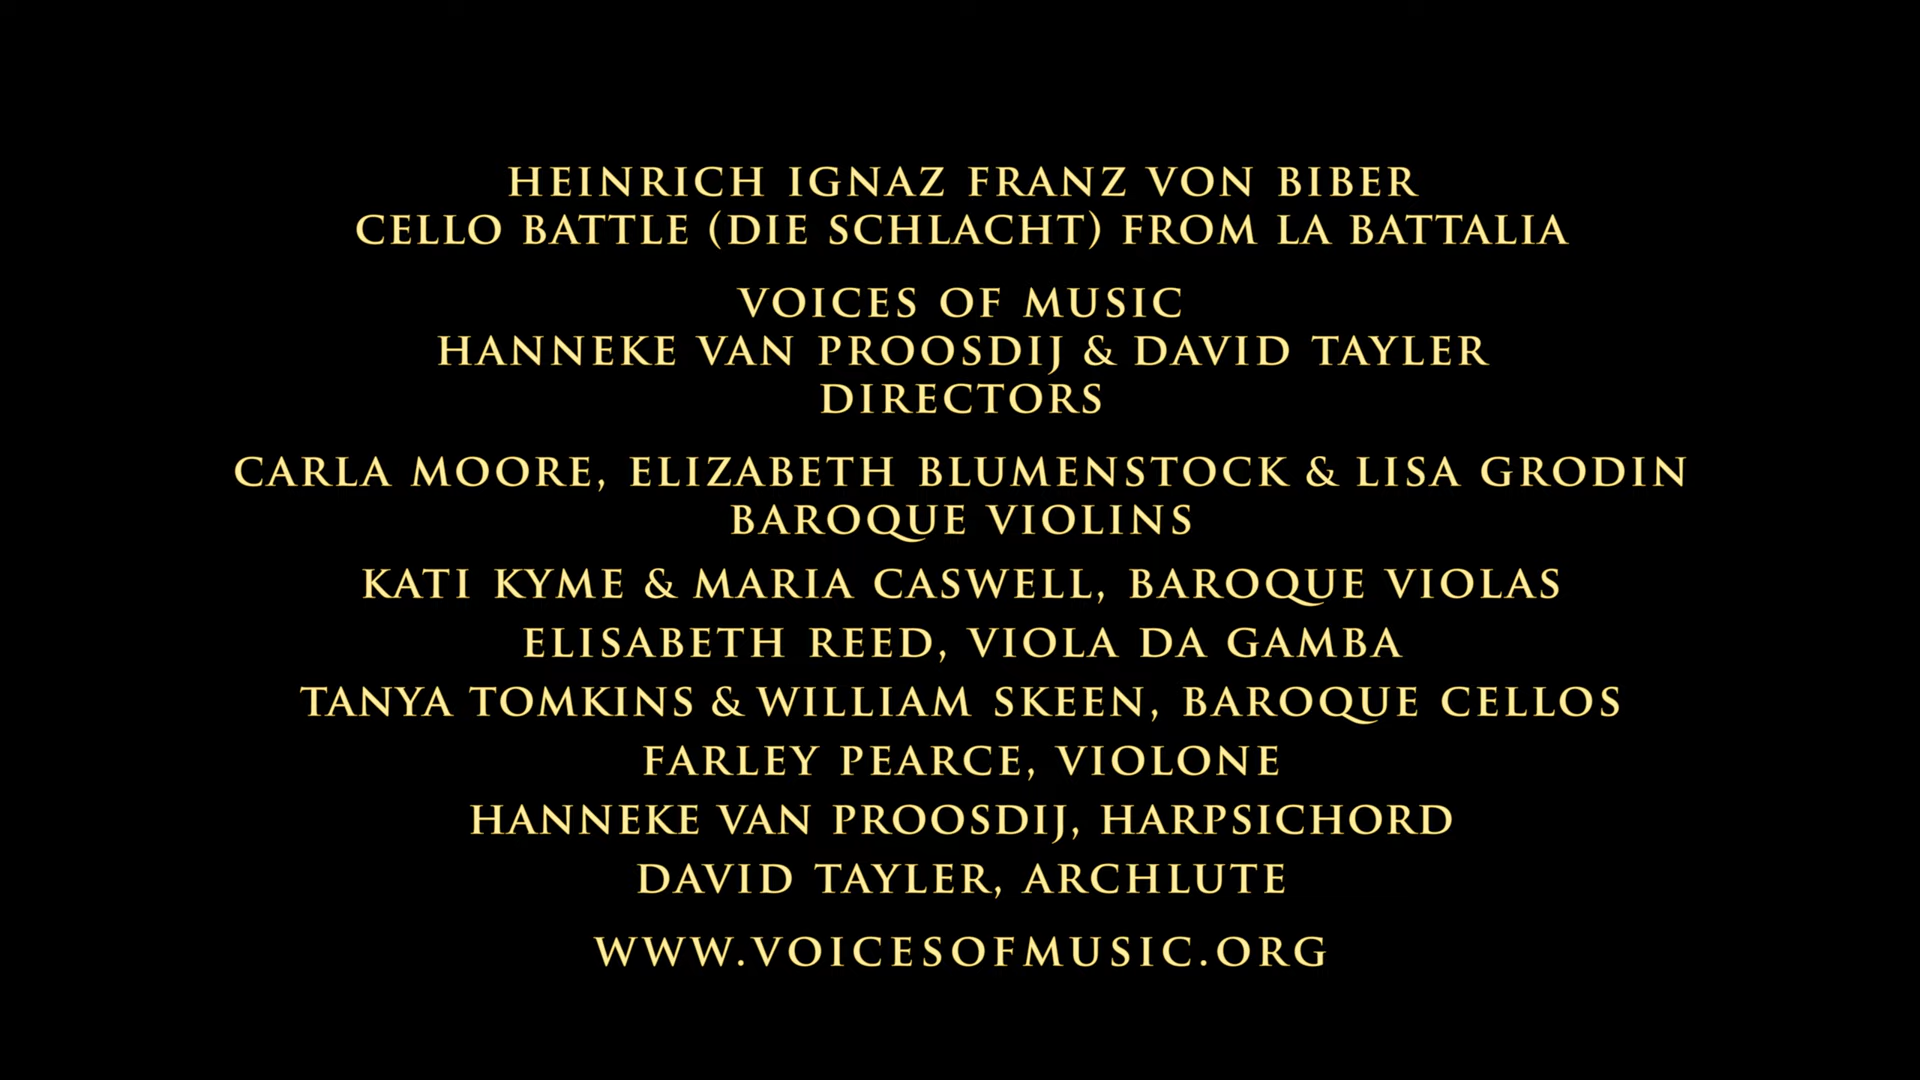 HEINRICH IGNAZ FRANZ VON BIBER
CELLO BATTLE (DIE SCHLACHT) FROM LA BATTALIA
VOICES OF MUSIC
HANNEKE VAN PROOSDIJ & DAVID TAYLER
DIRECTORS
CARLA MOORE, ELIZABETH BLUMENSTOCK & LISA GRODIN
BAROQUE VIOLINS
KATI KYME & MARIA CASWELL, BAROQUE VIOLAS
ELISABETH REED, VIOLA DA GAMBA
TANYA TOMKINS & WILLIAM SKEEN, BAROQUE CELLOS
FARLEY PEARCE, VIOLONE
HANNEKE VAN PROOSDIJ, HARPSICHORD
DAVID TAYLER, ARCHLUTE
WWW.VOICESOFMUSIC.ORG